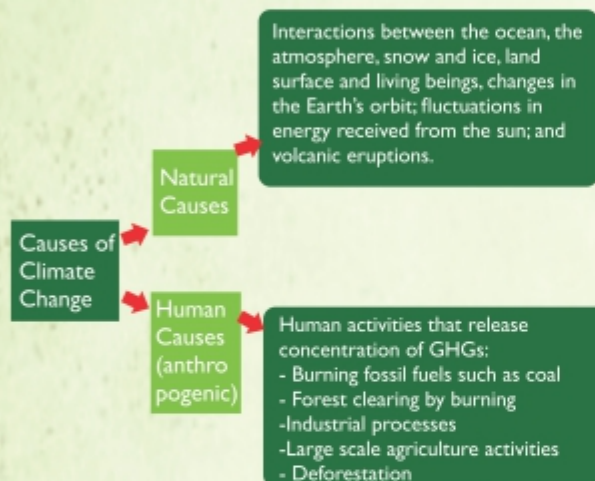 Interactions between the ocean, the
atmosphere, snow and ice, land
surface and living beings, changes in
the Earth's orbit; fluctuations in
energy received from the sun; and
volcanic eruptions.
Natural
Causes
Causes of
Climate
Change
Human
Causes
(anthro
pogenic)
Human activities that release
concentration of GHGs:
- Burning fossil fuels such as coal
- Forest clearing by burning
-Industrial processes
-Large scale agriculture activities
- Deforestation